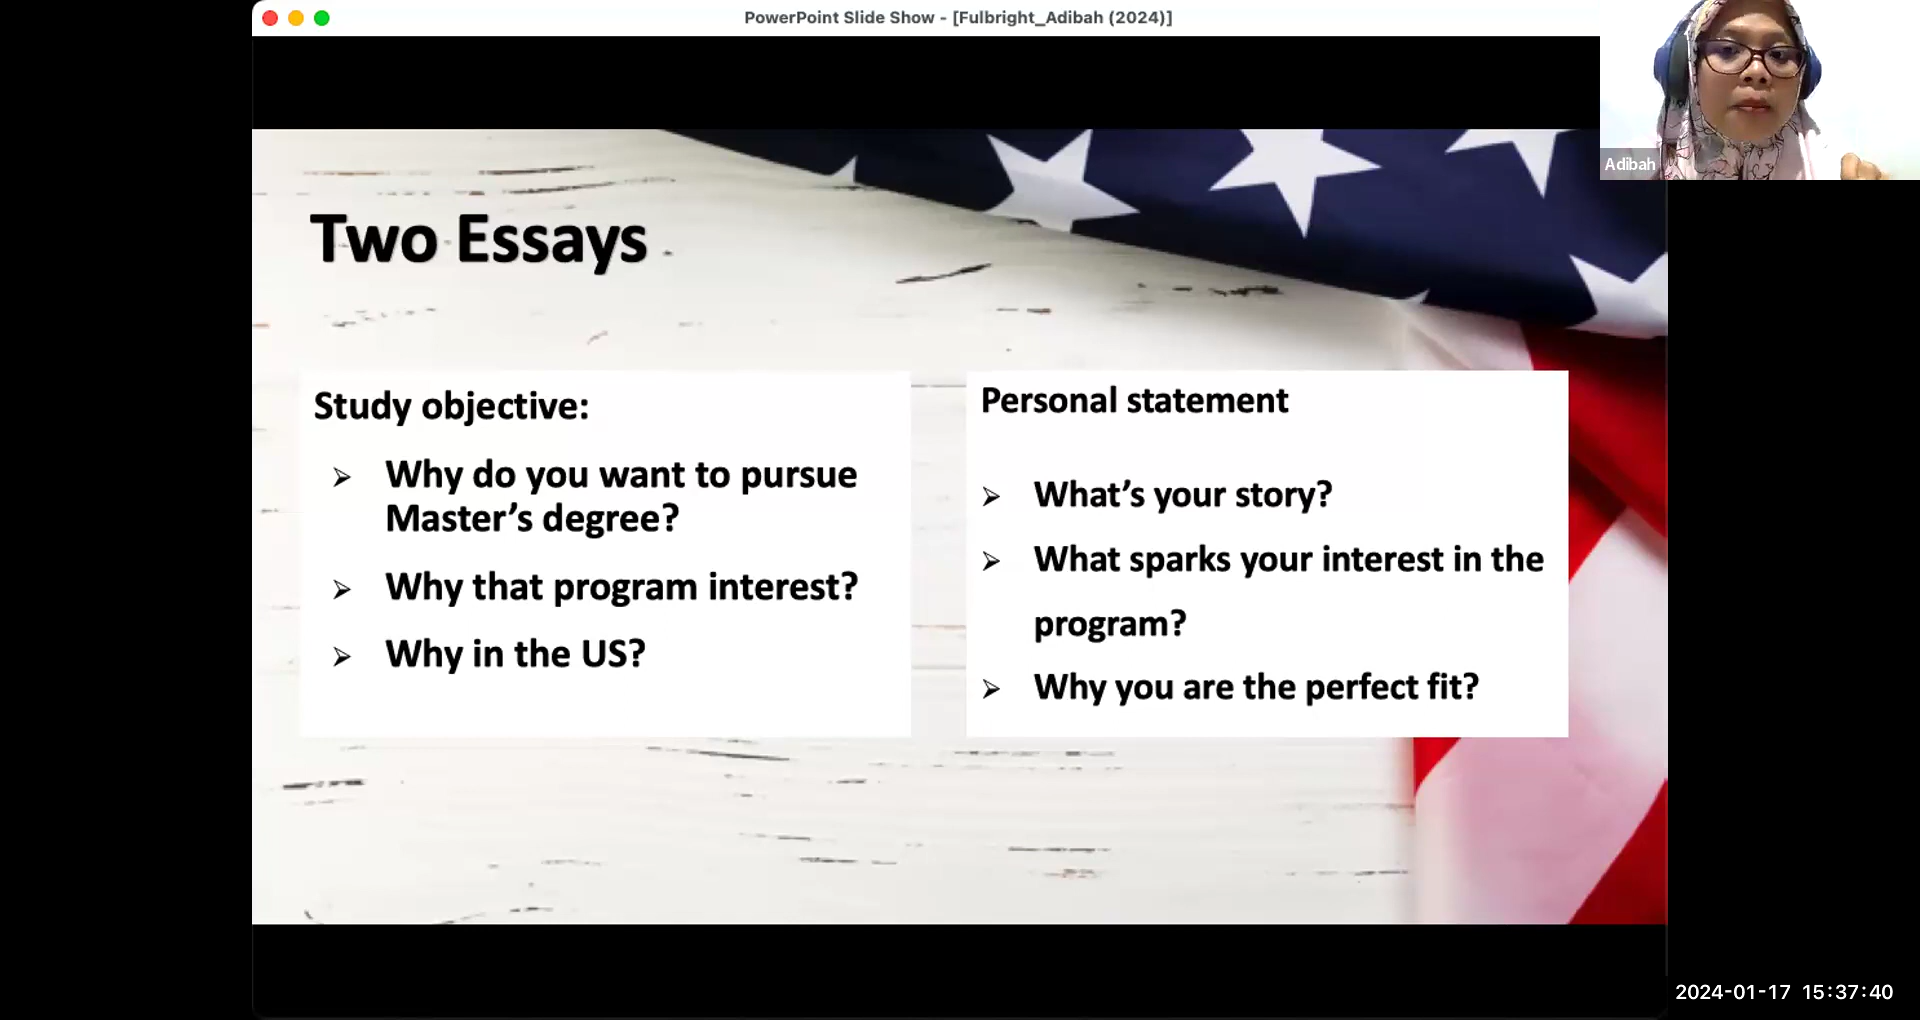 PowerPoint Slide Show - [Fulbright_Adibah (2024)]
Adibah
Two Essays
Study objective:
Why do you want to pursue
Master’s degree?
Why that program interest?
Why in the US?
Personal statement
What’s your story?
What sparks your interest in the
program?
Why you are the perfect fit?
2024-01-17 15:37:40